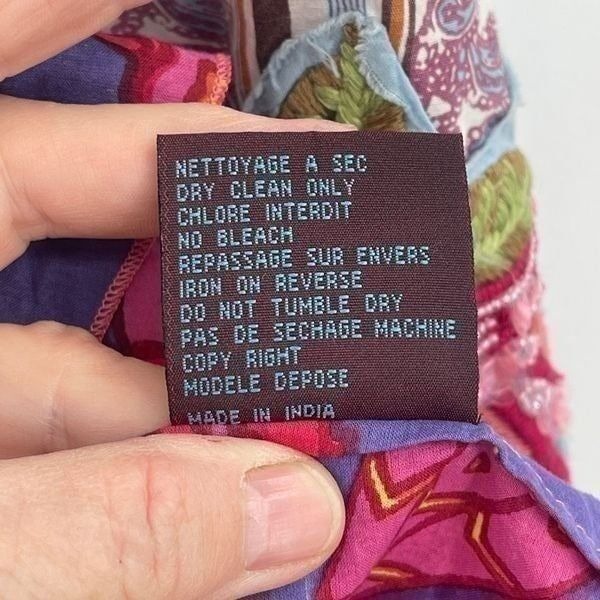 NETTOYAGE A SEC
DRY CLEAN ONLY
CHLORE INTERDIT
NO BLEACH
REPASSAGE SUR ENVERS
IRON ON REVERSE
DO NOT TUMBLE DRY
PAS DE SECHAGE MACHINE
COPY RIGHT
MODELE DEPOSE
MADE IN INDIA